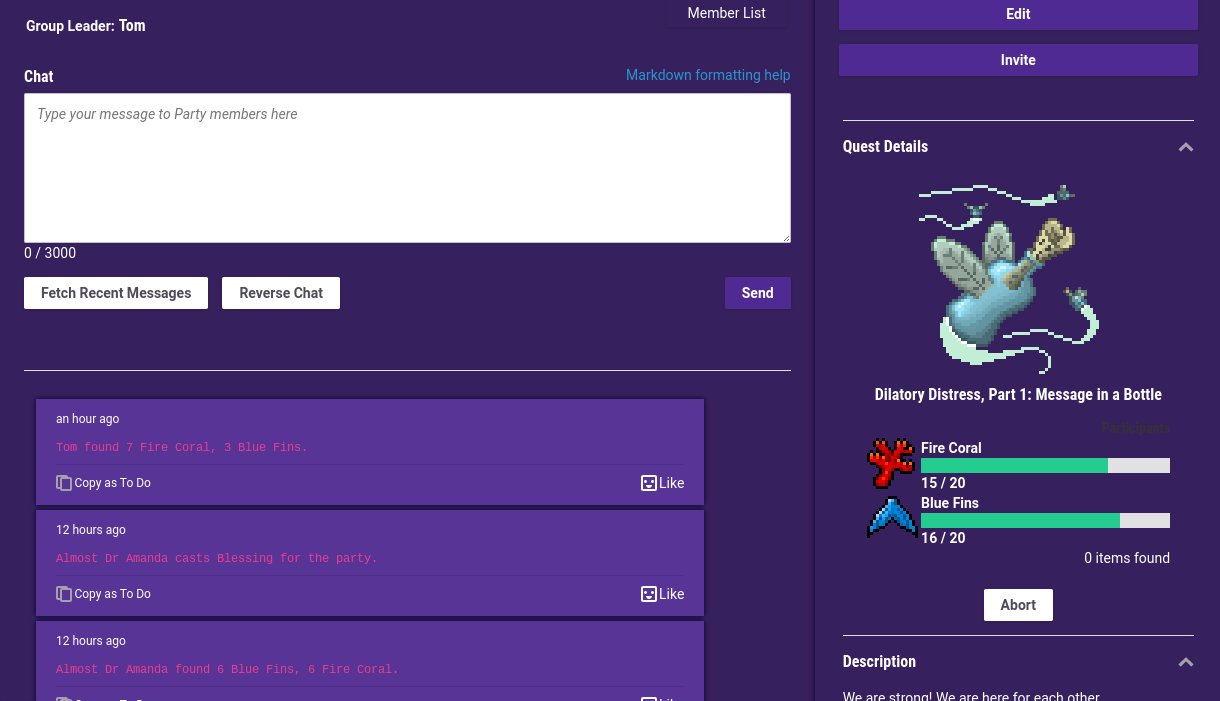 Group Leader: Tom
Member List
Chat
Markdown formatting help
Type your message to Party members here
0 / 3000
Fetch Recent Messages
Reverse Chat
Send
an hour ago
Tom found 7 Fire Coral, 3 Blue Fins.
Copy as To Do
Like
12 hours ago
Almost Dr Amanda casts Blessing for the party.
Copy as To Do
Like
12 hours ago
Almost Dr Amanda found 6 Blue Fins, 6 Fire Coral.
Edit
Invite
Quest Details
Dilatory Distress, Part 1: Message in a Bottle
Participants
Fire Coral
15 / 20
Blue Fins
16 / 20
0 items found
Abort
Description
We are strong! We are here for each other.